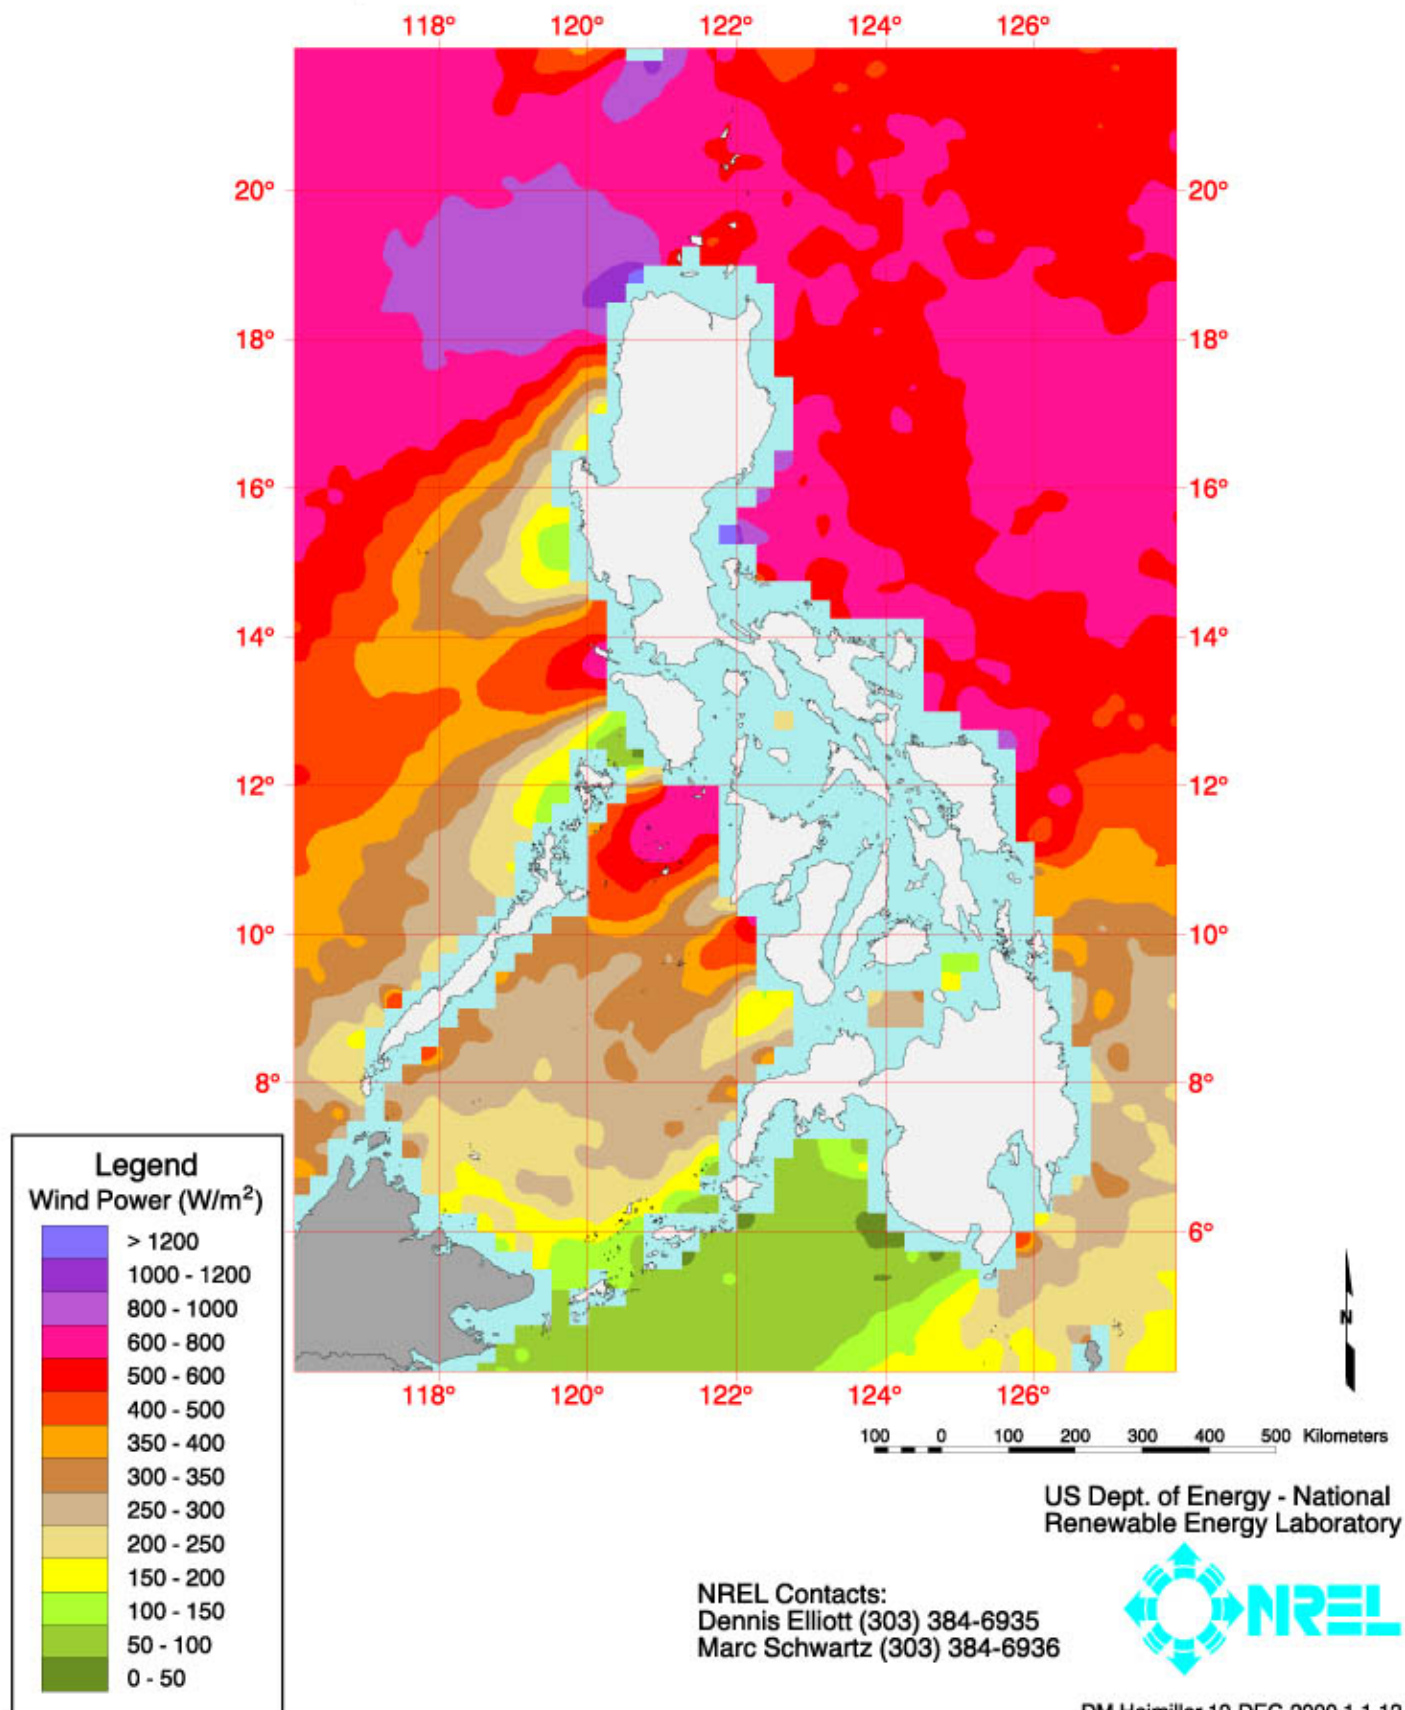 118° 120° 122° 124° 126°
20° 20°
18° 18°
16° 16°
14° 14°
12° 12°
10° 10°
8° 8°
6° 6°
118° 120° 122° 124° 126°
Legend
Wind Power (W/m²)
> 1200
1000 - 1200
800 - 1000
600 - 800
500 - 600
400 - 500
350 - 400
300 - 350
250 - 300
200 - 250
150 - 200
100 - 150
50 - 100
0 - 50
N
100 0 100 200 300 400 500 Kilometers
US Dept. of Energy - National
Renewable Energy Laboratory
NREL
NREL Contacts:
Dennis Elliott (303) 384-6935
Marc Schwartz (303) 384-6936